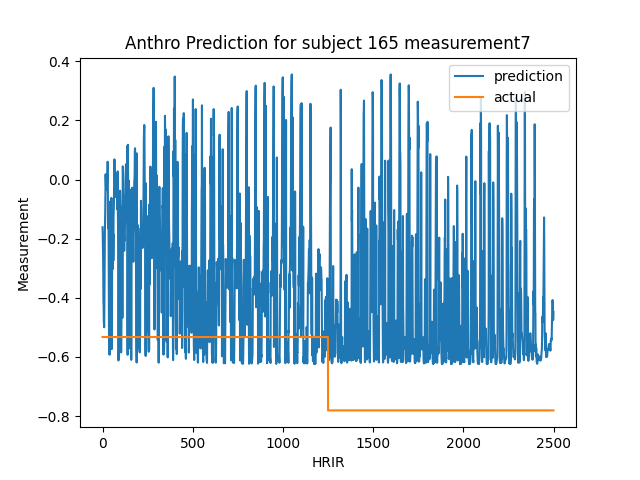 Anthro Prediction for subject 165 measurement7
prediction
actual
0.4
0.2
0.0
−0.2
−0.4
−0.6
−0.8
Measurement
0 500 1000 1500 2000 2500
HRIR